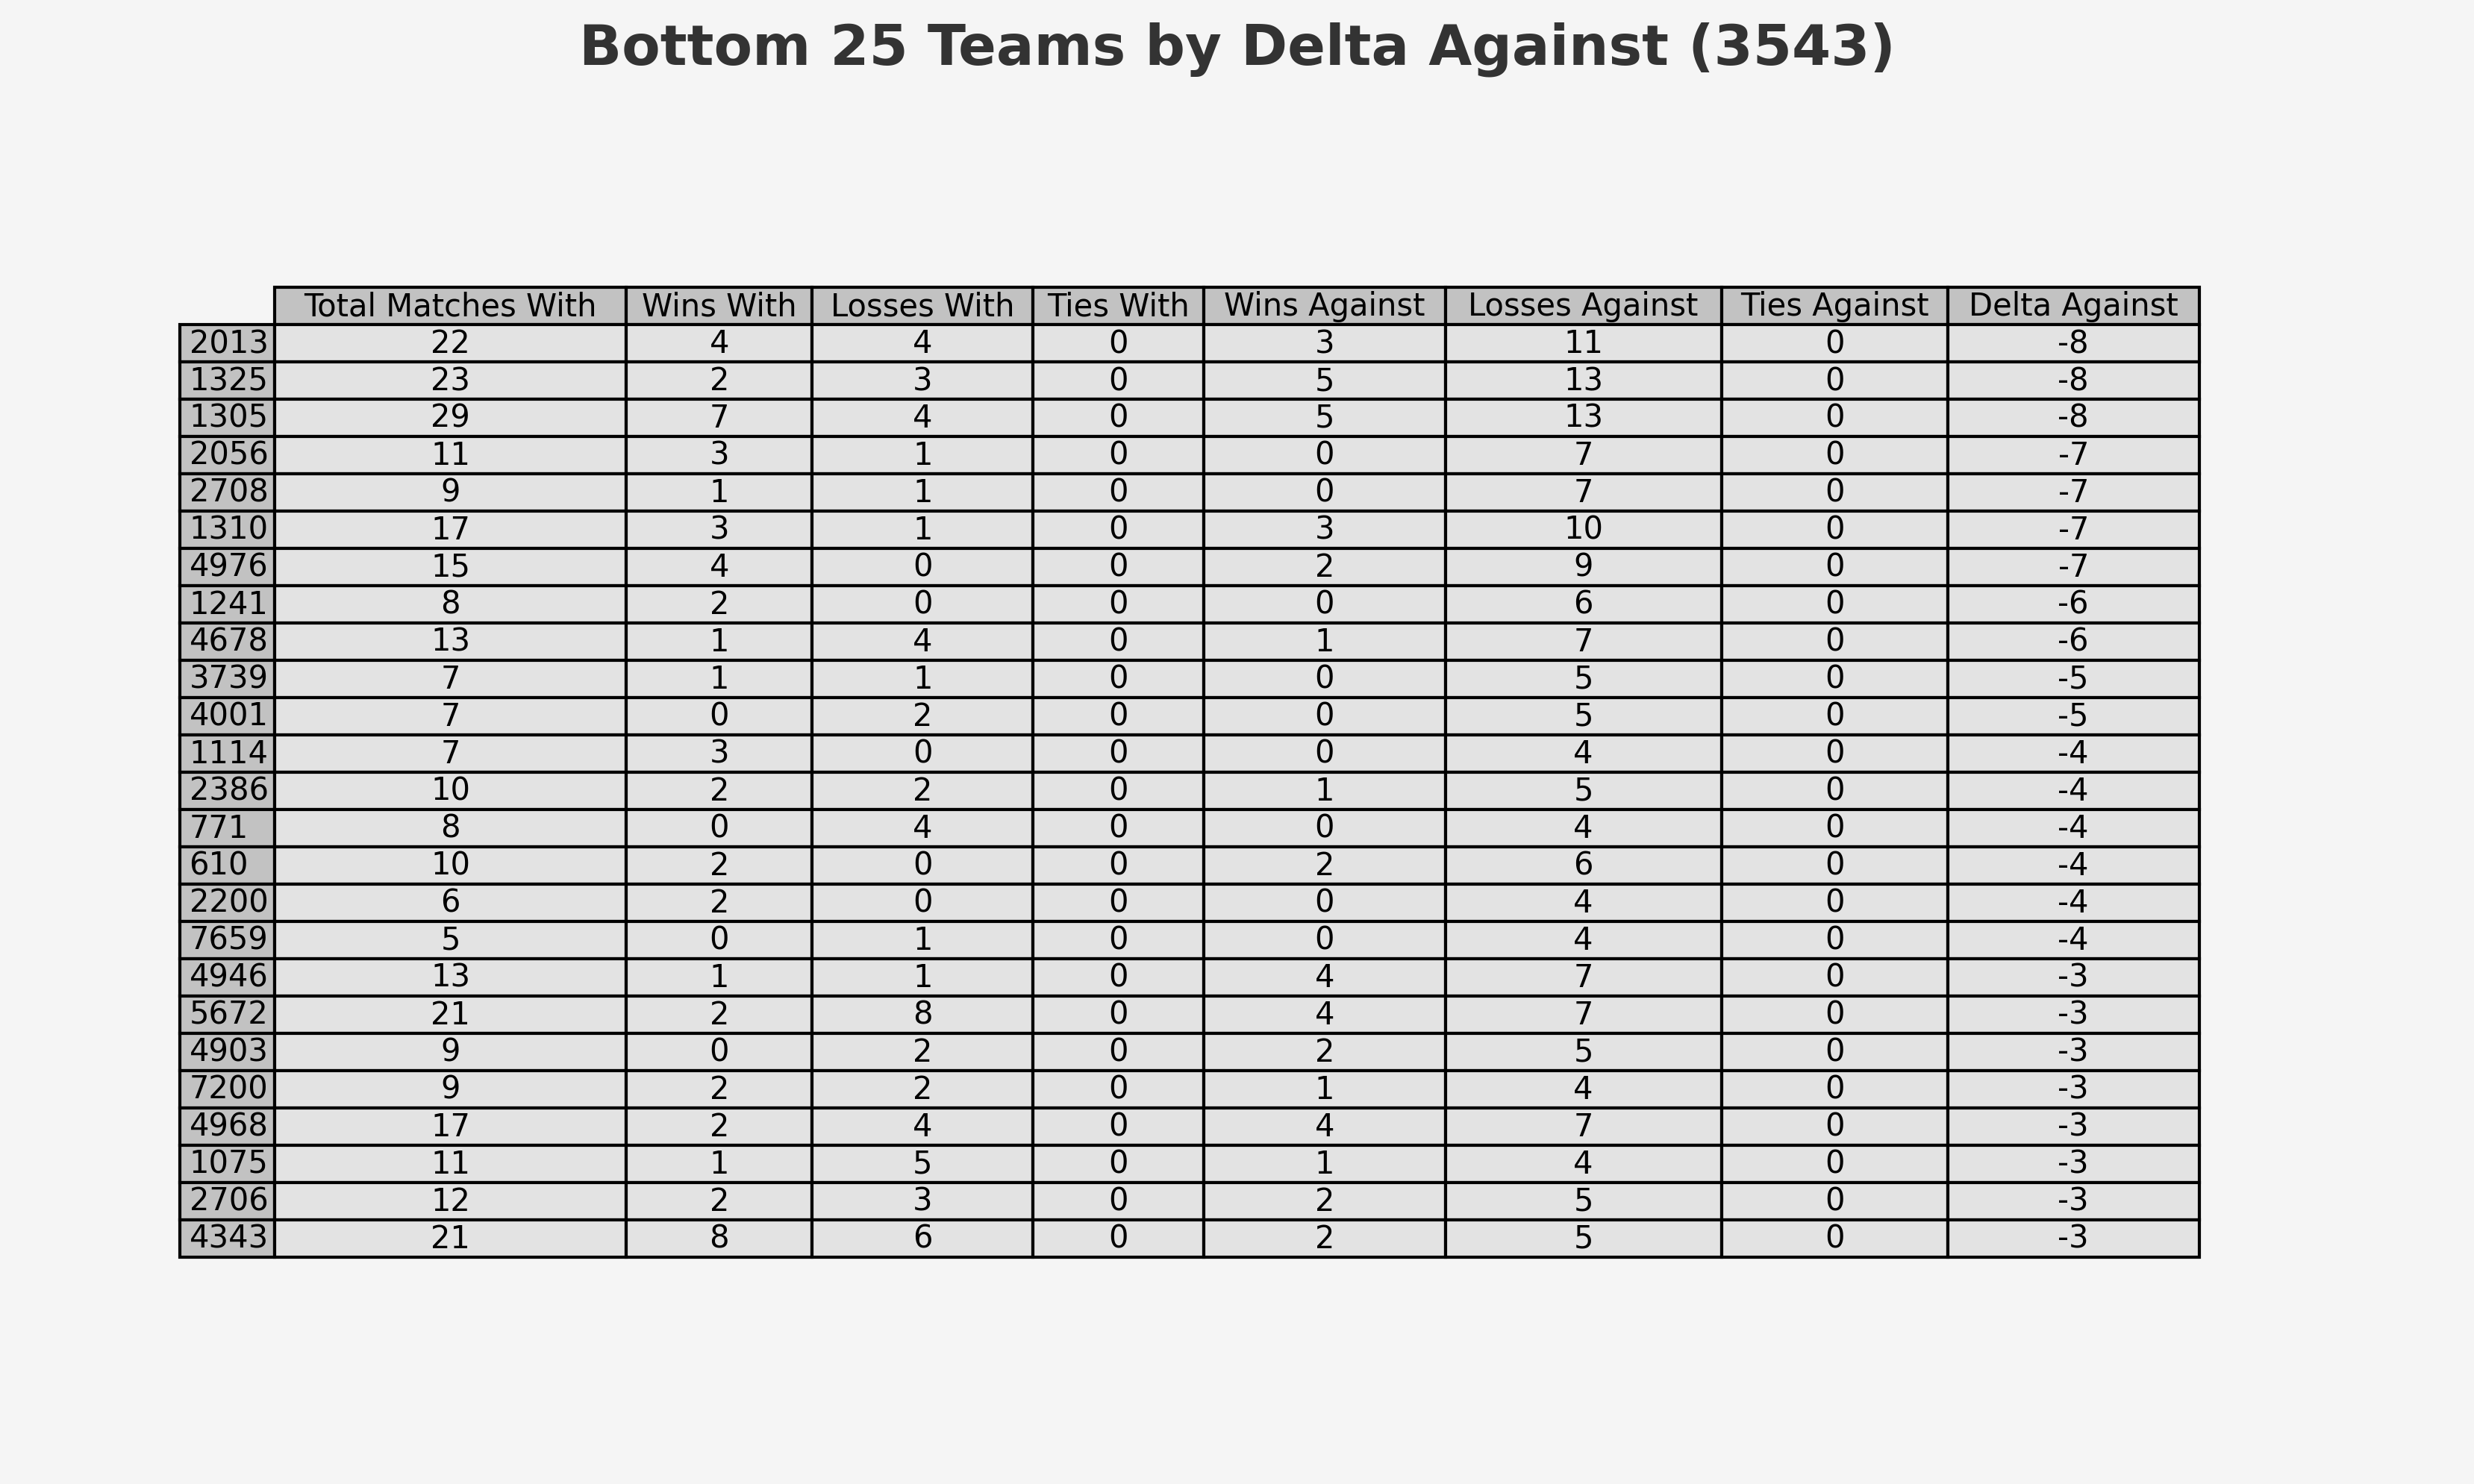 Bottom 25 Teams by Delta Against (3543)
Total Matches With Wins With Losses With Ties With Wins Against Losses Against Ties Against Delta Against
2013 22 4 4 0 3 11 0 -8
1325 23 2 3 0 5 13 0 -8
1305 29 7 4 0 5 13 0 -8
2056 11 3 1 0 0 7 0 -7
2708 9 1 1 0 0 7 0 -7
1310 17 3 1 0 3 10 0 -7
4976 15 4 0 0 2 9 0 -7
1241 8 2 0 0 0 6 0 -6
4678 13 1 4 0 1 7 0 -6
3739 7 1 1 0 0 5 0 -5
4001 7 0 2 0 0 5 0 -5
1114 7 3 0 0 0 4 0 -4
2386 10 2 2 0 1 5 0 -4
771 8 0 4 0 0 4 0 -4
610 10 2 0 0 2 6 0 -4
2200 6 2 0 0 0 4 0 -4
7659 5 0 1 0 0 4 0 -4
4946 13 1 1 0 4 7 0 -3
5672 21 2 8 0 4 7 0 -3
4903 9 0 2 0 2 5 0 -3
7200 9 2 2 0 1 4 0 -3
4968 17 2 4 0 4 7 0 -3
1075 11 1 5 0 1 4 0 -3
2706 12 2 3 0 2 5 0 -3
4343 21 8 6 0 2 5 0 -3